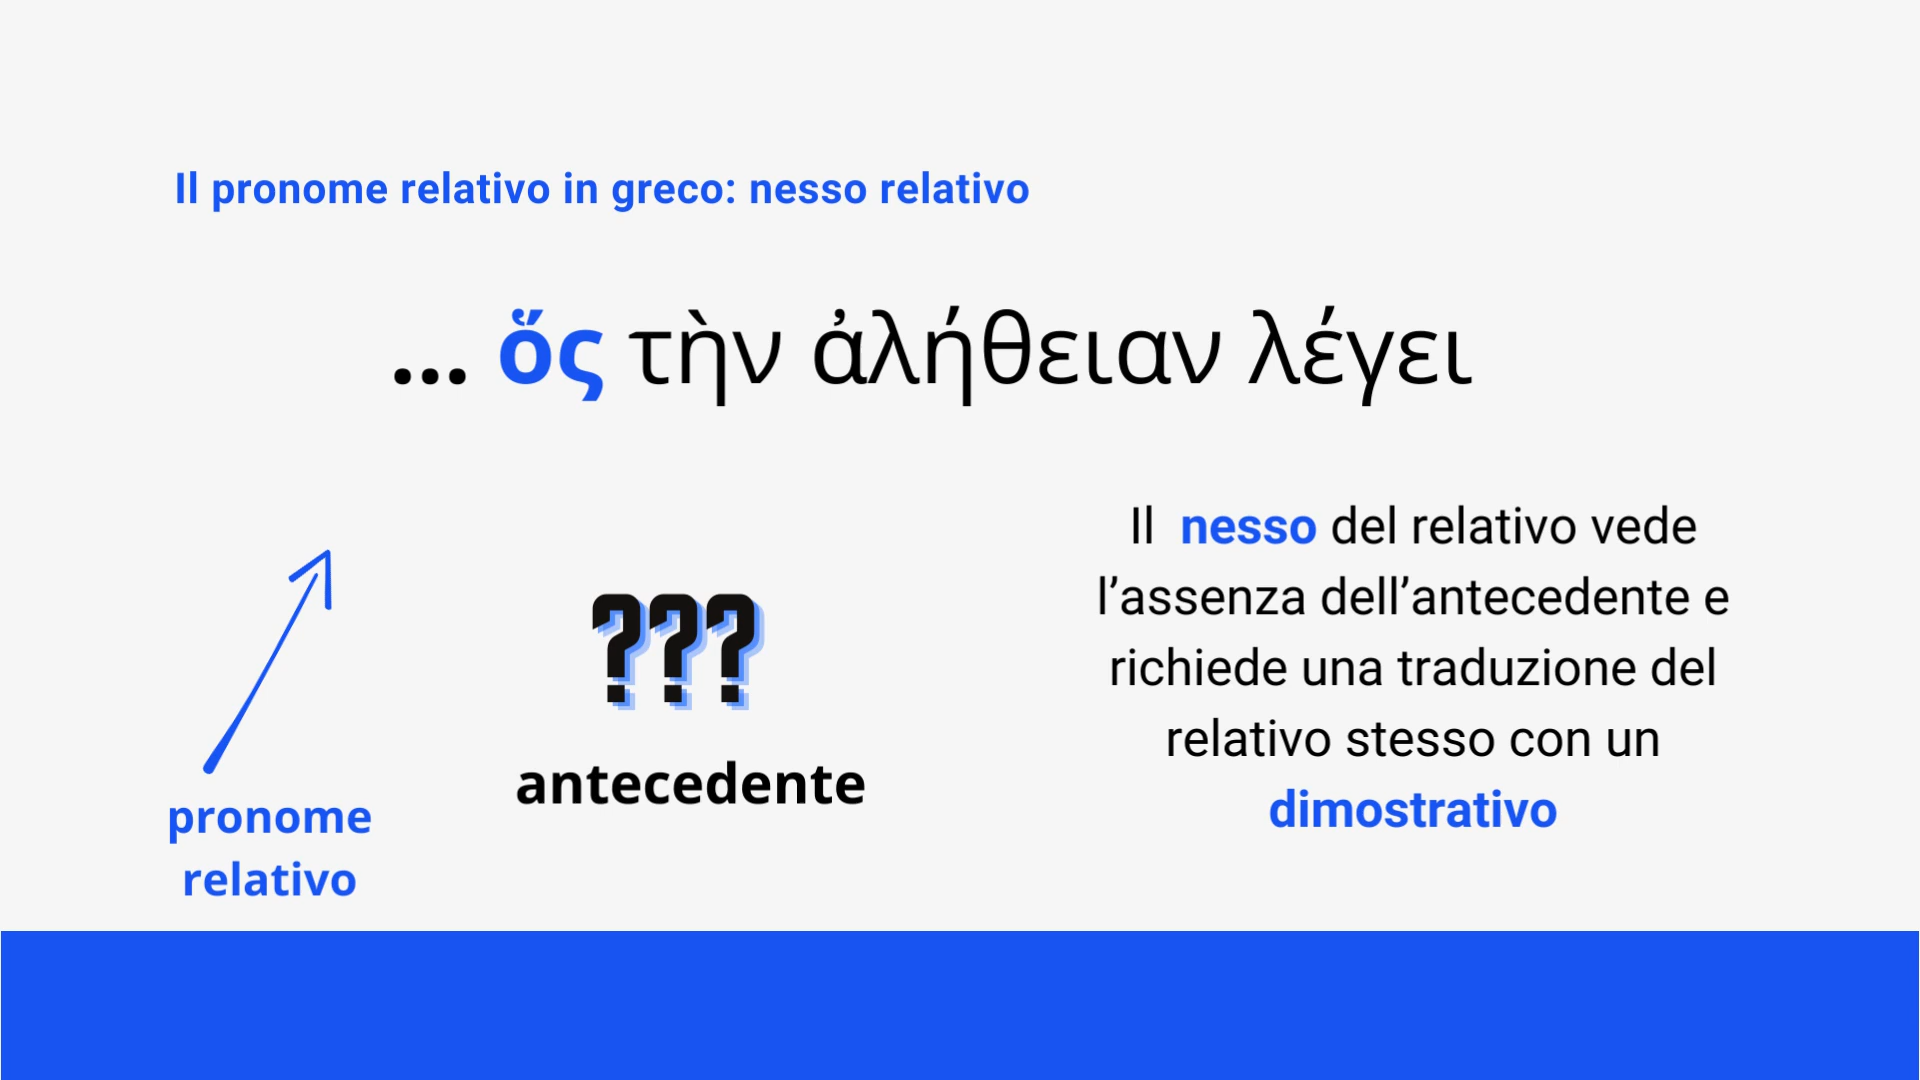 Il pronome relativo in greco: nesso relativo
... ὅς τὴν ἀλήθειαν λέγει
???
antecedente
pronome
relativo
Il nesso del relativo vede
l’assenza dell’antecedente e
richiede una traduzione del
relativo stesso con un
dimostrativo